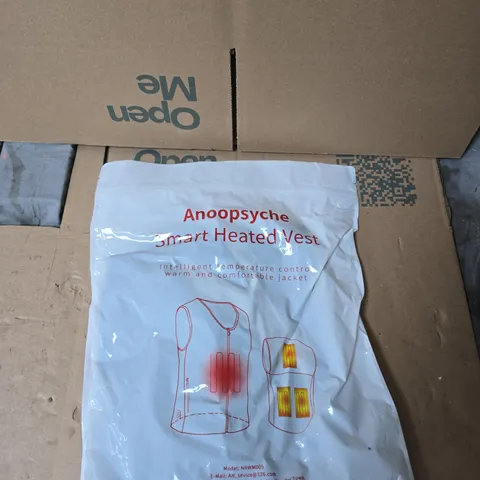 Open
Me
Open
Anoopsyche
Smart Heated Vest
Intelligent temperature control
warm and comfortable jacket